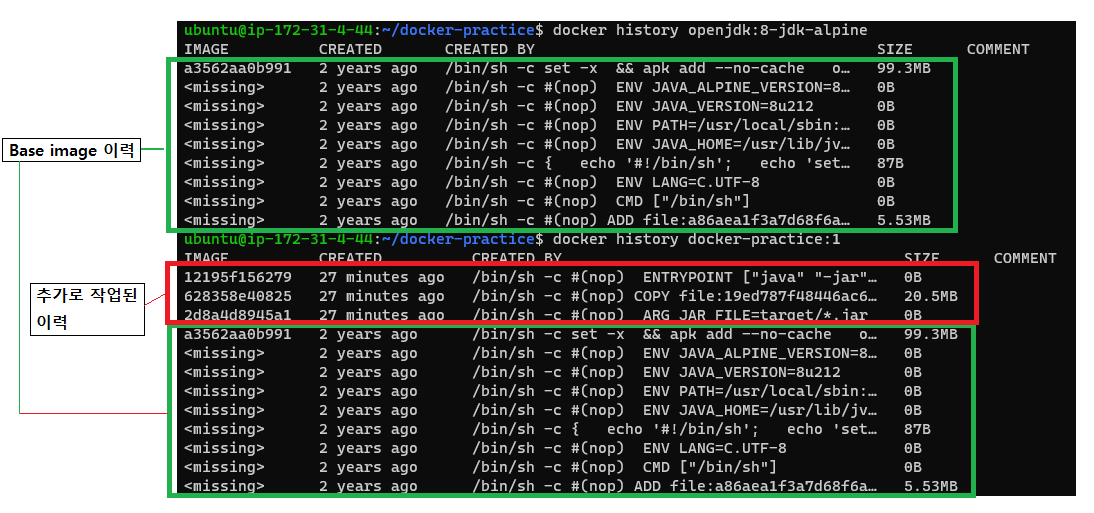 ubuntu@ip-172-31-4-44:~/docker-practice$ docker history openjdk:8-jdk-alpine
IMAGE CREATED CREATED BY SIZE COMMENT
a3562aa0b991 2 years ago /bin/sh -c set -x && apk add --no-cache o… 99.3MB
<missing> 2 years ago /bin/sh -c #(nop) ENV JAVA_ALPINE_VERSION=8… 0B
<missing> 2 years ago /bin/sh -c #(nop) ENV JAVA_VERSION=8u212 0B
<missing> 2 years ago /bin/sh -c #(nop) ENV PATH=/usr/local/sbin:… 0B
<missing> 2 years ago /bin/sh -c #(nop) ENV JAVA_HOME=/usr/lib/jv… 0B
<missing> 2 years ago /bin/sh -c { echo '#!/bin/sh'; echo 'set… 87B
<missing> 2 years ago /bin/sh -c #(nop) ENV LANG=C.UTF-8 0B
<missing> 2 years ago /bin/sh -c #(nop) CMD ["/bin/sh"] 0B
<missing> 2 years ago /bin/sh -c #(nop) ADD file:a86aea1f3a7d68f6a… 5.53MB
Base image 이력
ubuntu@ip-172-31-4-44:~/docker-practice$ docker history docker-practice:1
IMAGE CREATED CREATED BY SIZE COMMENT
12195f156279 27 minutes ago /bin/sh -c #(nop) ENTRYPOINT ["java" "-jar"… 0B
628358e40825 27 minutes ago /bin/sh -c #(nop) COPY file:19ed787f48446ac6… 20.5MB
2d8a4d8945a1 27 minutes ago /bin/sh -c #(nop) ARG JAR_FILE=target/*.jar 0B
추가로 작업된
이력
a3562aa0b991 2 years ago /bin/sh -c set -x && apk add --no-cache o… 99.3MB
<missing> 2 years ago /bin/sh -c #(nop) ENV JAVA_ALPINE_VERSION=8… 0B
<missing> 2 years ago /bin/sh -c #(nop) ENV JAVA_VERSION=8u212 0B
<missing> 2 years ago /bin/sh -c #(nop) ENV PATH=/usr/local/sbin:… 0B
<missing> 2 years ago /bin/sh -c #(nop) ENV JAVA_HOME=/usr/lib/jv… 0B
<missing> 2 years ago /bin/sh -c { echo '#!/bin/sh'; echo 'set… 87B
<missing> 2 years ago /bin/sh -c #(nop) ENV LANG=C.UTF-8 0B
<missing> 2 years ago /bin/sh -c #(nop) CMD ["/bin/sh"] 0B
<missing> 2 years ago /bin/sh -c #(nop) ADD file:a86aea1f3a7d68f6a… 5.53MB